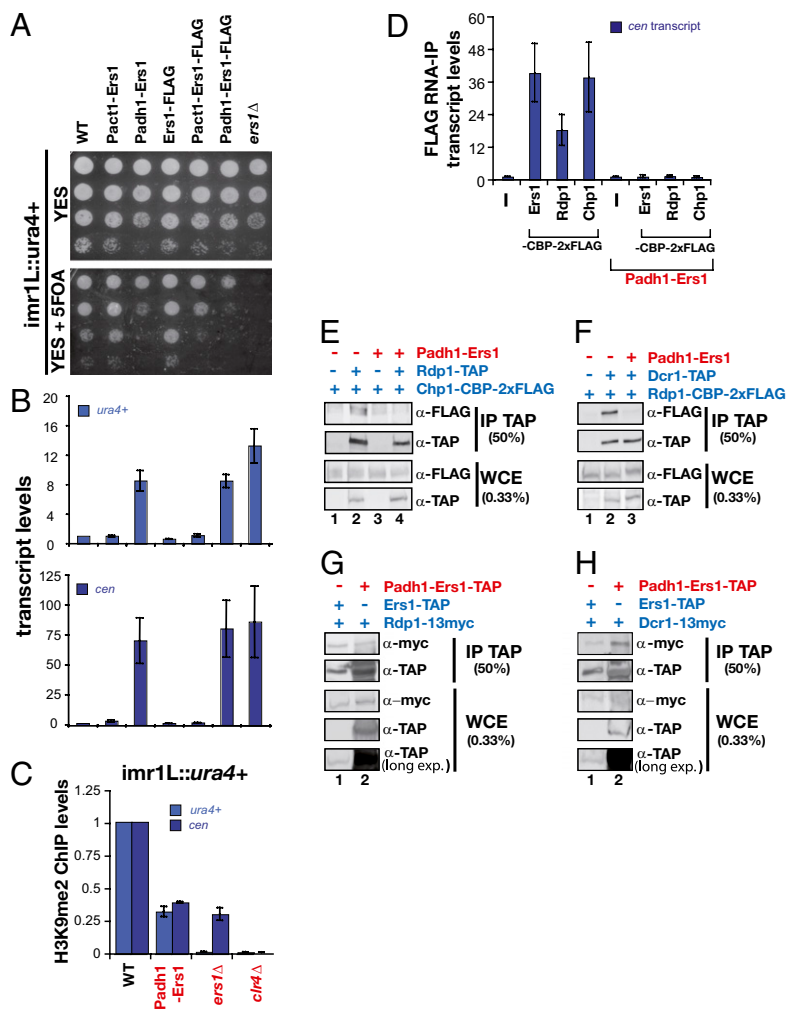 A
WT
Pact1-Ers1
Padh1-Ers1
Ers1-FLAG
Pact1-Ers1-FLAG
Padh1-Ers1-FLAG
ers1Δ
imr1L::ura4+
YES
YES + 5FOA
B
transcript levels
20
16
12
8
4
0
ura4+
125
100
75
50
25
0
cen
C
imr1L::ura4+
H3K9me2 ChIP levels
1.25
1
0.75
0.5
0.25
0
ura4+
cen
WT
Padh1
-Ers1
ers1Δ
clr4Δ
D
FLAG RNA-IP
transcript levels
60
48
36
24
12
0
cen transcript
–
Ers1
Rdp1
Chp1
–
Ers1
Rdp1
Chp1
-CBP-2xFLAG
-CBP-2xFLAG
Padh1-Ers1
E
- - + + Padh1-Ers1
- + - + Rdp1-TAP
+ + + + Chp1-CBP-2xFLAG
α-FLAG
α-TAP
IP TAP
(50%)
α-FLAG
α-TAP
WCE
(0.33%)
1 2 3 4
F
- - + Padh1-Ers1
- + + Dcr1-TAP
+ + + Rdp1-CBP-2xFLAG
α-FLAG
α-TAP
IP TAP
(50%)
α-FLAG
α-TAP
WCE
(0.33%)
1 2 3
G
- + Padh1-Ers1-TAP
+ - Ers1-TAP
+ + Rdp1-13myc
α-myc
α-TAP
IP TAP
(50%)
α-myc
α-TAP
α-TAP
(long exp.)
WCE
(0.33%)
1 2
H
- + Padh1-Ers1-TAP
+ - Ers1-TAP
+ + Dcr1-13myc
α-myc
α-TAP
IP TAP
(50%)
α-myc
α-TAP
α-TAP
(long exp.)
WCE
(0.33%)
1 2